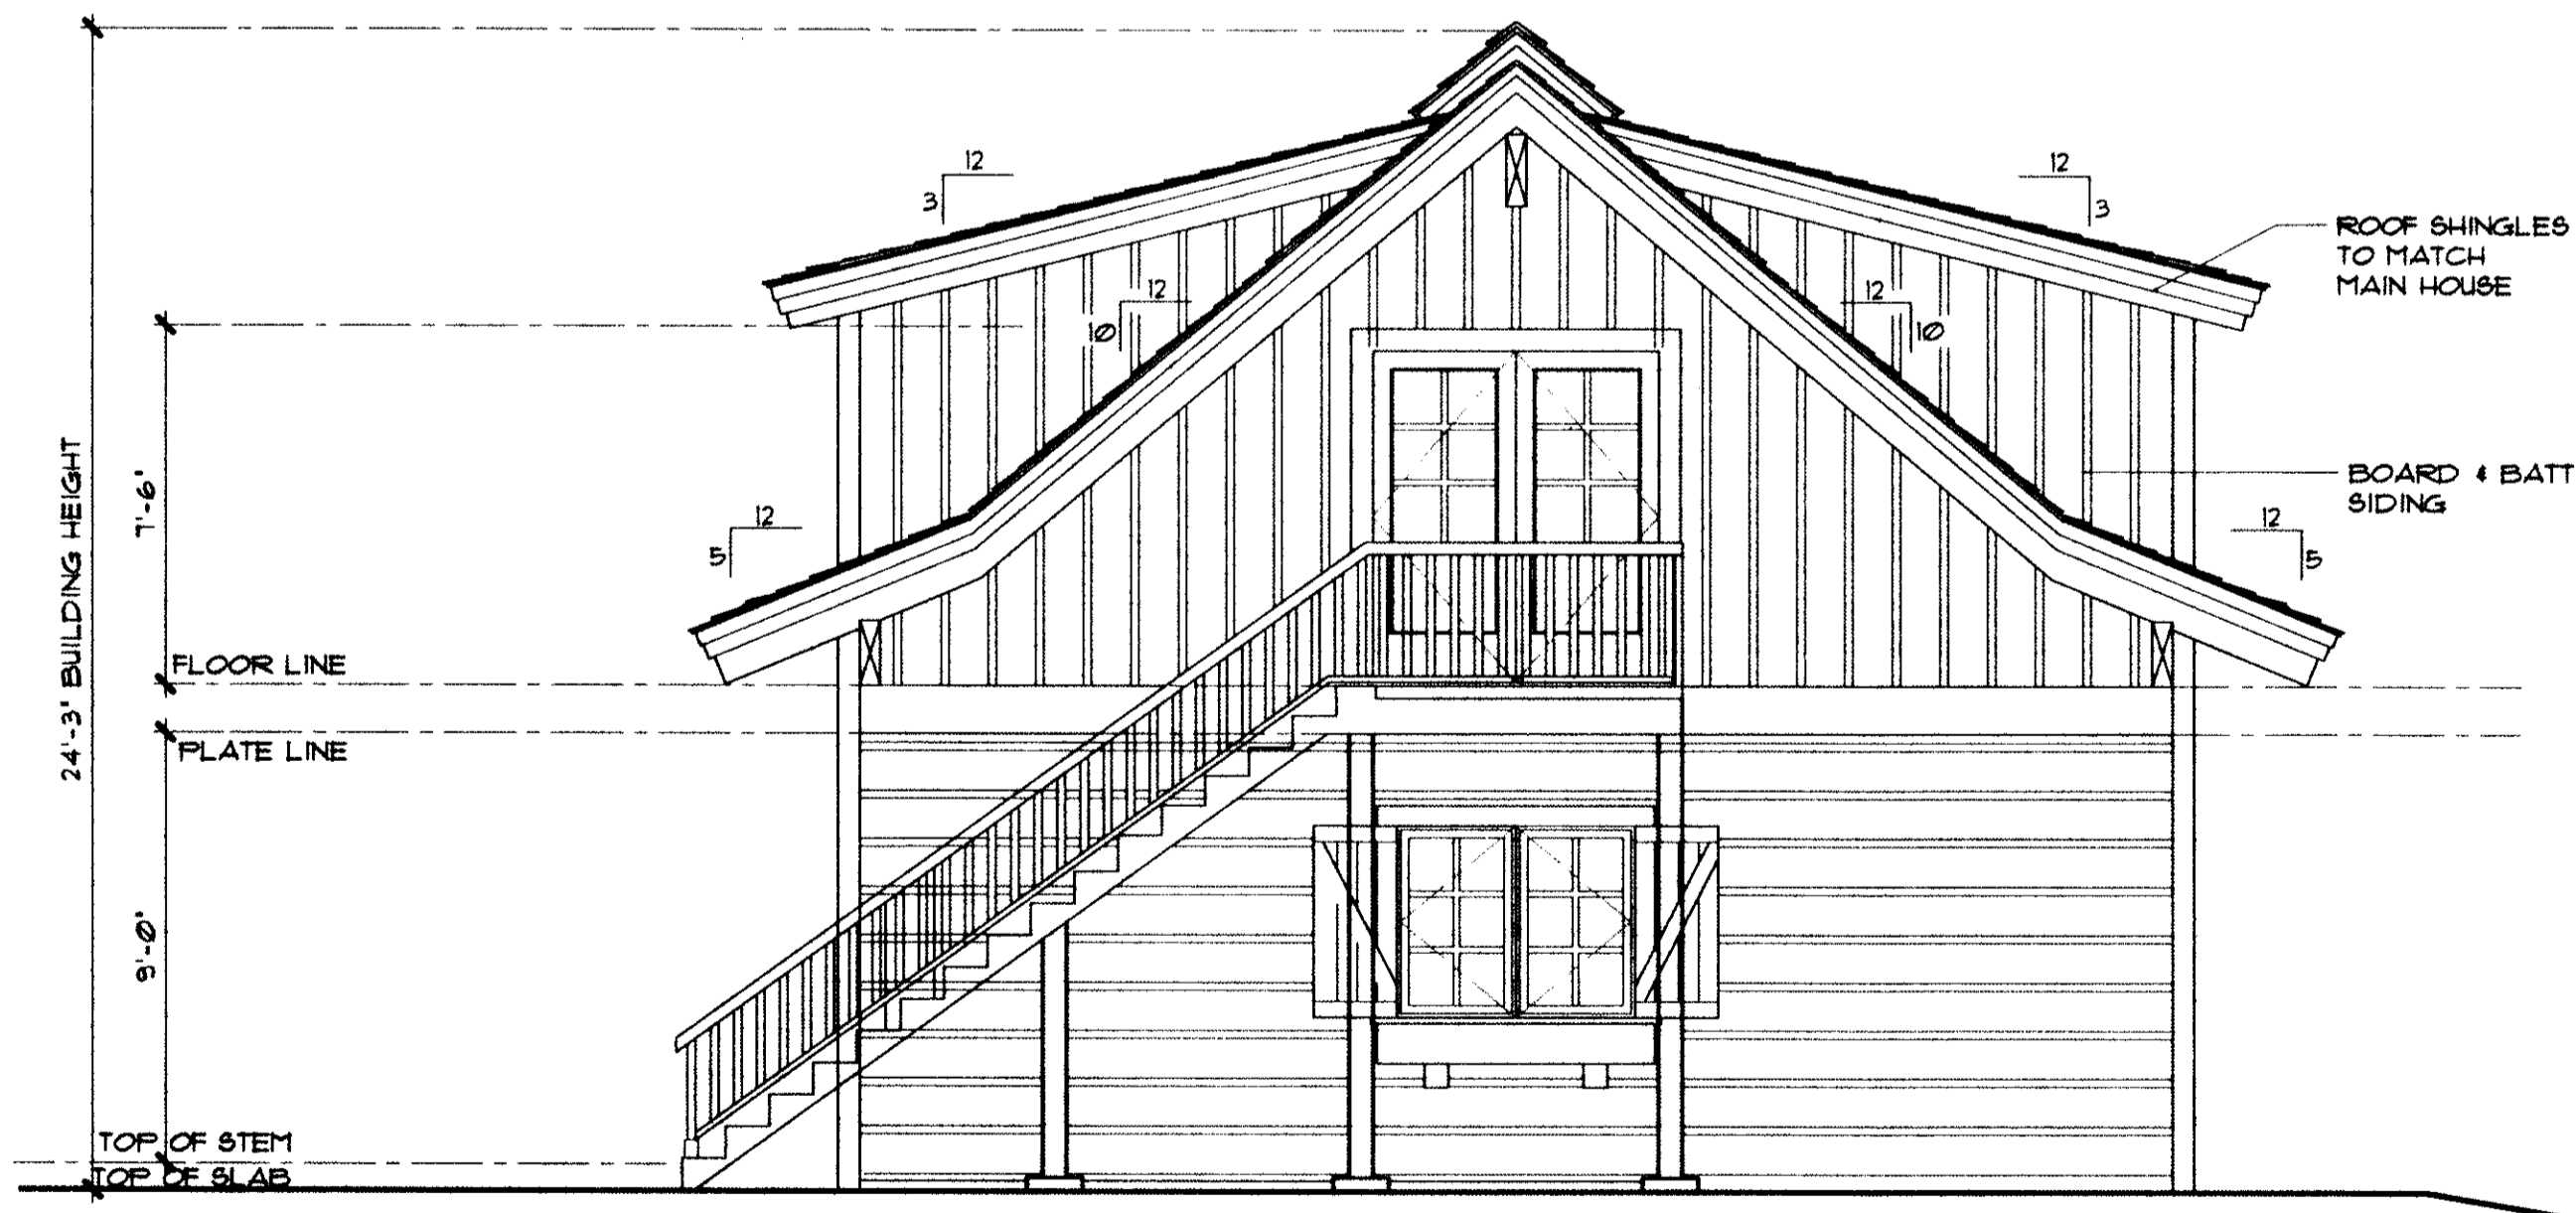 12
3
12
3
ROOF SHINGLES
TO MATCH
MAIN HOUSE
12
10
12
10
24'-3" BUILDING HEIGHT
7'-6"
BOARD & BATT
SIDING
12
5
12
5
FLOOR LINE
PLATE LINE
9'-0"
TOP OF STEM
TOP OF SLAB